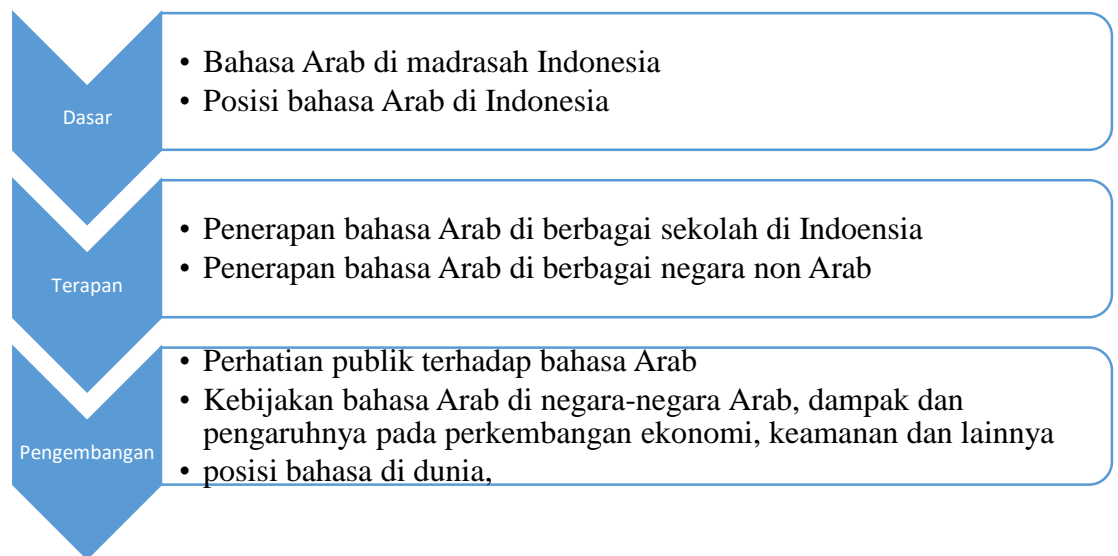 Dasar
• Bahasa Arab di madrasah Indonesia
• Posisi bahasa Arab di Indonesia
Terapan
• Penerapan bahasa Arab di berbagai sekolah di Indoensia
• Penerapan bahasa Arab di berbagai negara non Arab
Pengembangan
• Perhatian publik terhadap bahasa Arab
• Kebijakan bahasa Arab di negara-negara Arab, dampak dan
pengaruhnya pada perkembangan ekonomi, keamanan dan lainnya
• posisi bahasa di dunia,